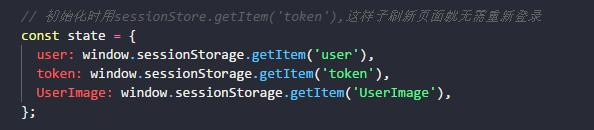 // 初始化时用sessionStore.getItem('token'),这样子刷新页面就无需重新登录
const state = {
user: window.sessionStorage.getItem('user'),
token: window.sessionStorage.getItem('token'),
UserImage: window.sessionStorage.getItem('UserImage'),
};